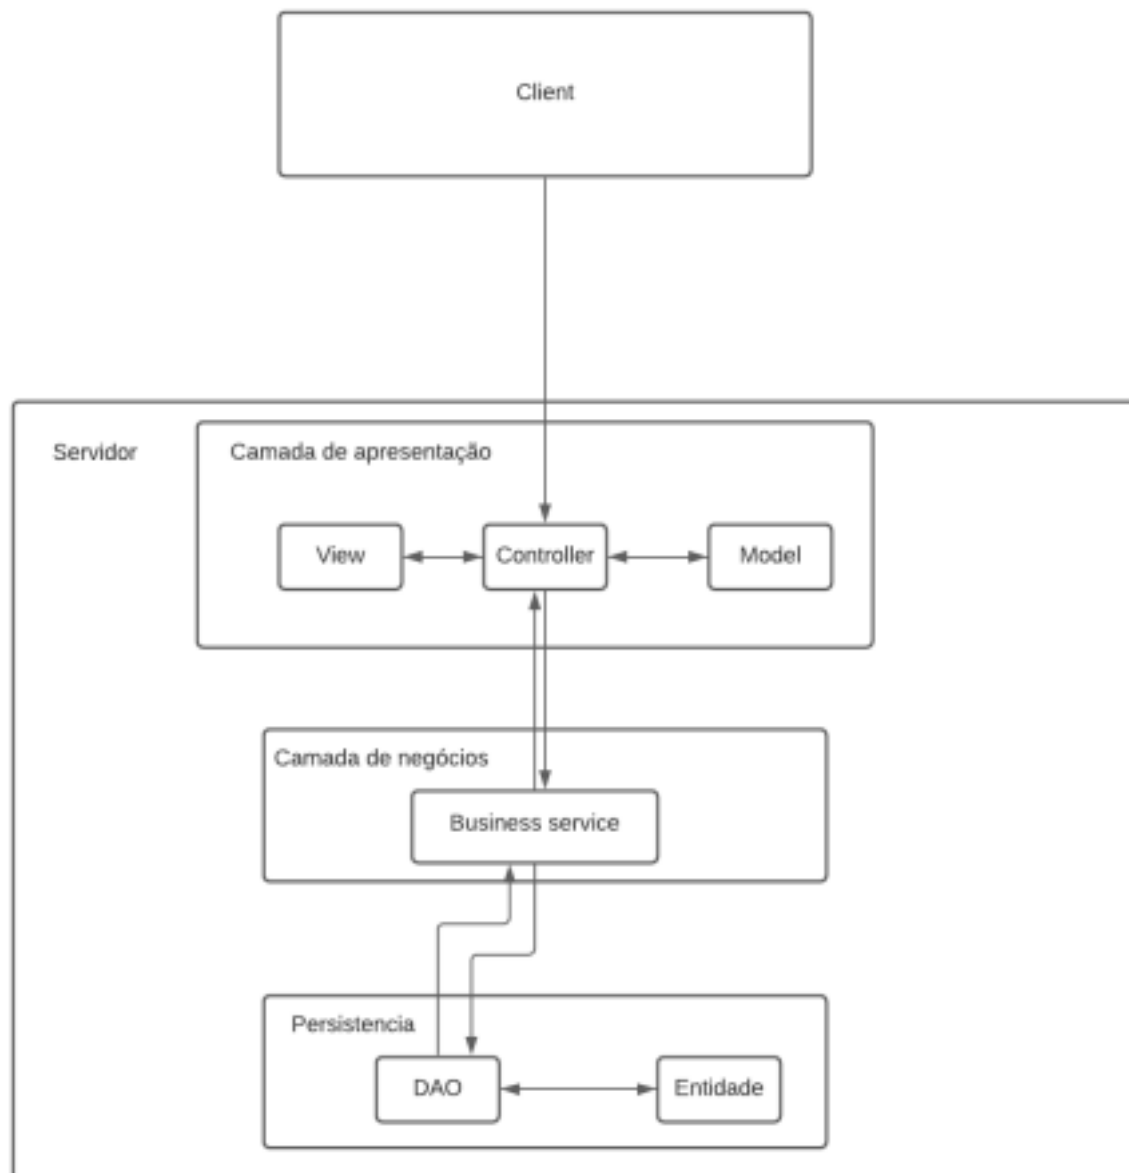 Client
Servidor
Camada de apresentação
View
Controller
Model
Camada de negócios
Business service
Persistencia
DAO
Entidade